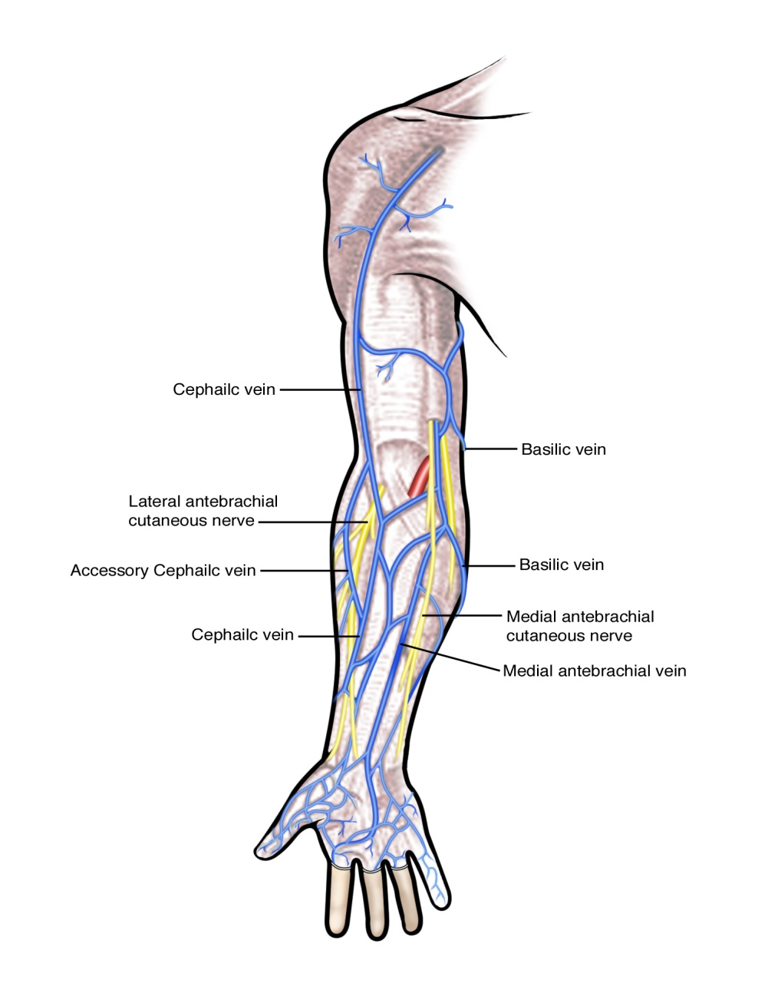 Cephailc vein
Basilic vein
Lateral antebrachial
cutaneous nerve
Accessory Cephailc vein
Basilic vein
Medial antebrachial
cutaneous nerve
Cephailc vein
Medial antebrachial vein